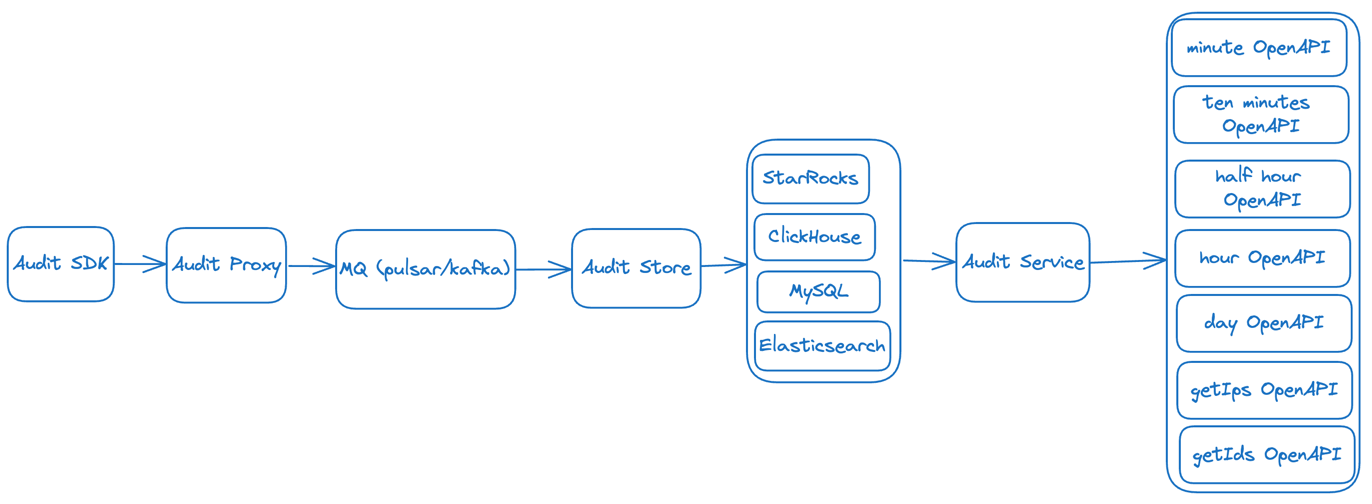 Audit SDK
Audit Proxy
MQ (pulsar/kafka)
Audit Store
StarRocks
ClickHouse
MySQL
Elasticsearch
Audit Service
minute OpenAPI
ten minutes
OpenAPI
half hour
OpenAPI
hour OpenAPI
day OpenAPI
getIps OpenAPI
getIds OpenAPI